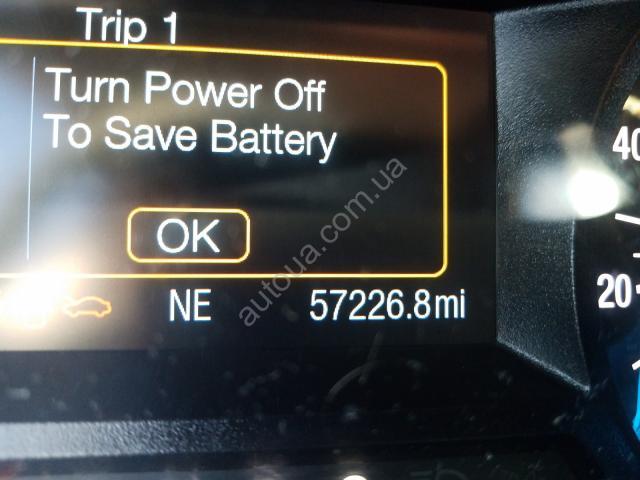 Trip 1
Turn Power Off
To Save Battery
OK
NE 57226.8mi
40
20
autoua.com.ua